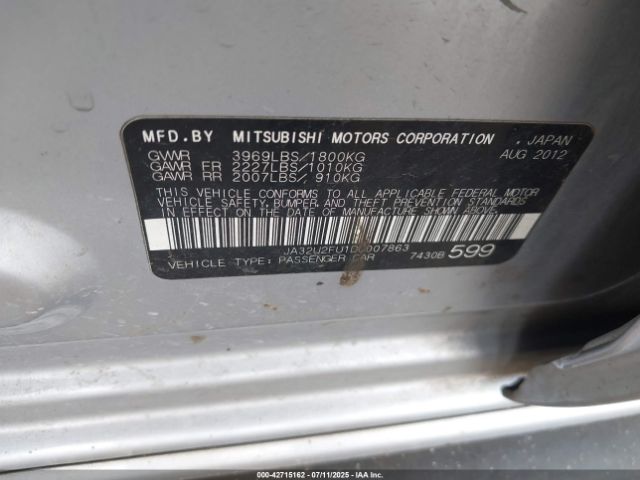 MFD.BY MITSUBISHI MOTORS CORPORATION , JAPAN
GVWR 3969LBS/1800KG AUG 2012
GAWR FR 2227LBS/1010KG
GAWR RR 2007LBS/, 910KG
THIS VEHICLE CONFORMS TO ALL APPLICABLE FEDERAL MOTOR
VEHICLE SAFETY, BUMPER, AND THEFT PREVENTION STANDARDS
IN EFFECT ON THE DATE OF MANUFACTURE SHOWN ABOVE.
JA32U2FU1DU007863
VEHICLE TYPE: PASSENGER CAR 7430B 599
000-42715162 - 07/11/2025 - IAAI.COM